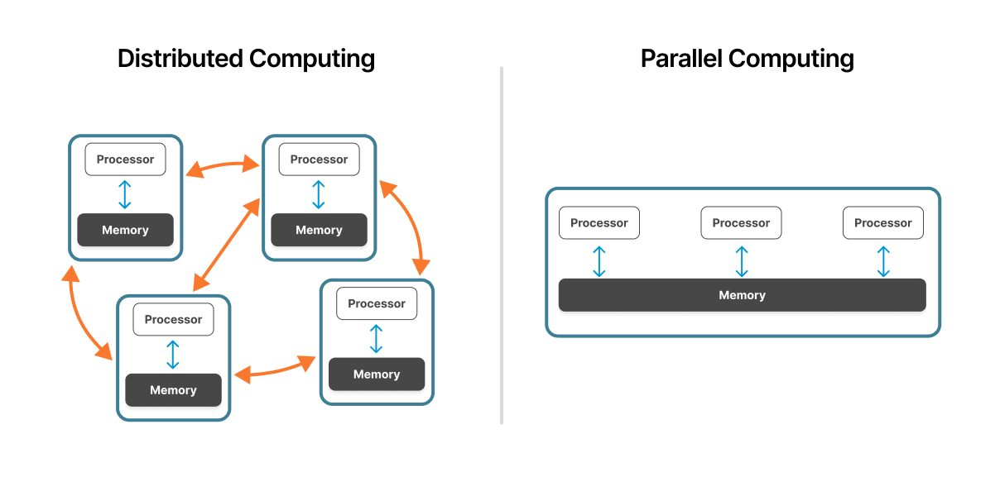 Distributed Computing
Parallel Computing
Processor
Memory
Processor
Memory
Processor
Memory
Processor
Memory
Processor
Processor
Processor
Memory